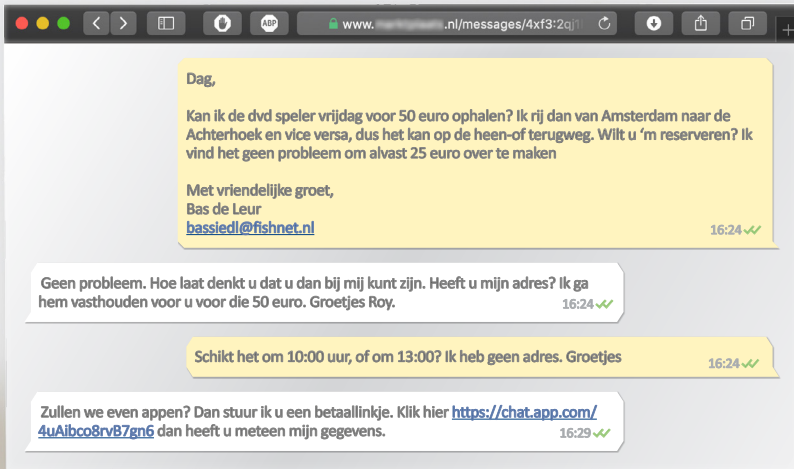 ABP
www. .nl/messages/4xf3:2qj1
Dag,
Kan ik de dvd speler vrijdag voor 50 euro ophalen? Ik rij dan van Amsterdam naar de
Achterhoek en vice versa, dus het kan op de heen-of terugweg. Wilt u ‘m reserveren? Ik
vind het geen probleem om alvast 25 euro over te maken
Met vriendelijke groet,
Bas de Leur
bassiedl@fishnet.nl
16:24
Geen probleem. Hoe laat denkt u dat u dan bij mij kunt zijn. Heeft u mijn adres? Ik ga
hem vasthouden voor u voor die 50 euro. Groetjes Roy.
16:24
Schikt het om 10:00 uur, of om 13:00? Ik heb geen adres. Groetjes
16:24
Zullen we even appen? Dan stuur ik u een betaallinkje. Klik hier https://chat.app.com/
4uAibco8rvB7gn6 dan heeft u meteen mijn gegevens.
16:29